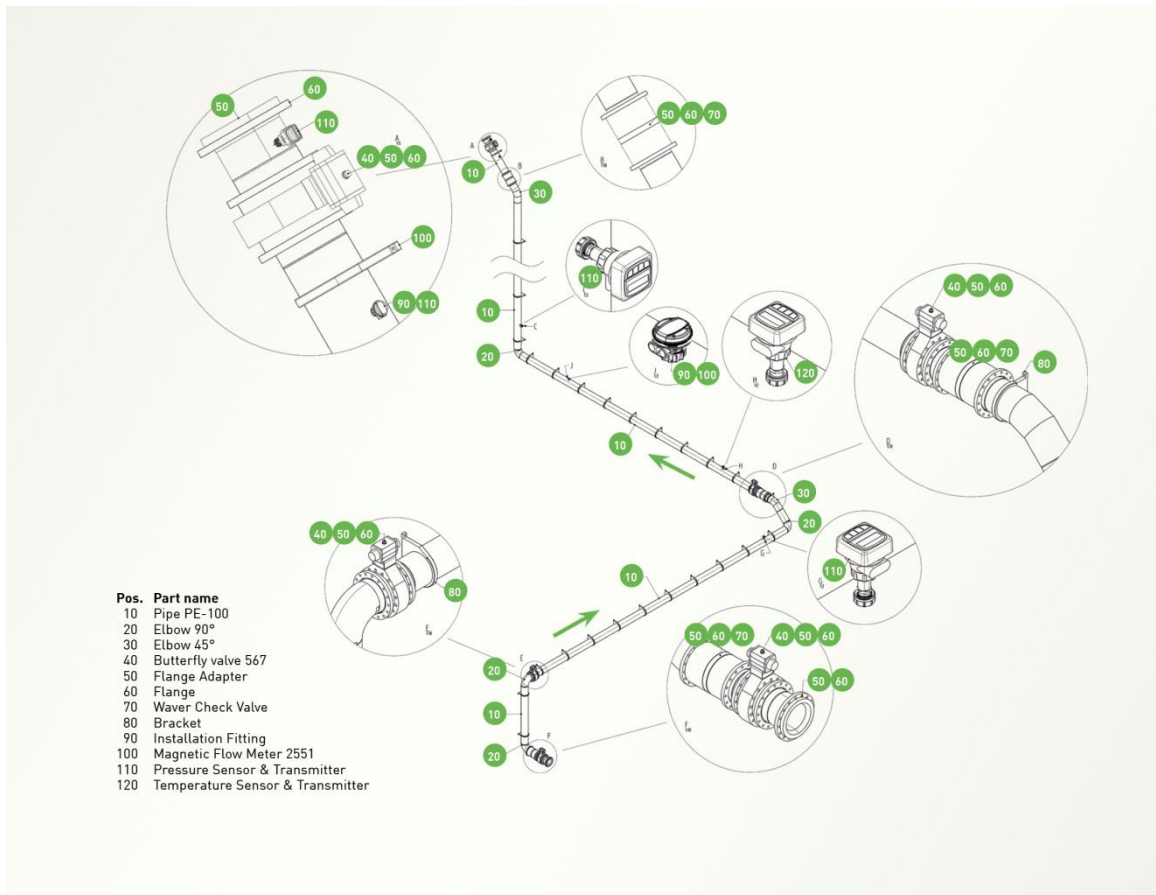 50
60
110
A
40 50 60
100
90 110
A
10
B
30
B
50 60 70
110
10
C
20
J
90 100
H
120
10
H
D
30
20
G
40 50 60
50 60 70
80
D
110
G
40 50 60
80
E
10
E
20
10
20
F
50 60 70
40 50 60
50 60
F
Pos. Part name
10 Pipe PE-100
20 Elbow 90°
30 Elbow 45°
40 Butterfly valve 567
50 Flange Adapter
60 Flange
70 Waver Check Valve
80 Bracket
90 Installation Fitting
100 Magnetic Flow Meter 2551
110 Pressure Sensor & Transmitter
120 Temperature Sensor & Transmitter